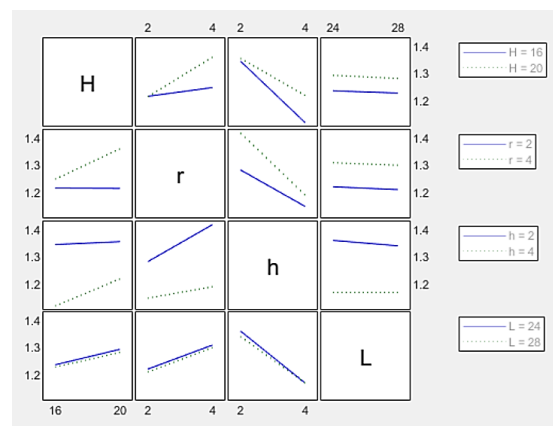 2 4 2 4 24 28
H
1.4
1.3
1.2
H = 16
H = 20
1.4
1.3
1.2
r
1.4
1.3
1.2
r = 2
r = 4
1.4
1.3
1.2
h
1.4
1.3
1.2
h = 2
h = 4
1.4
1.3
1.2
L
L = 24
L = 28
16 20 2 4 2 4